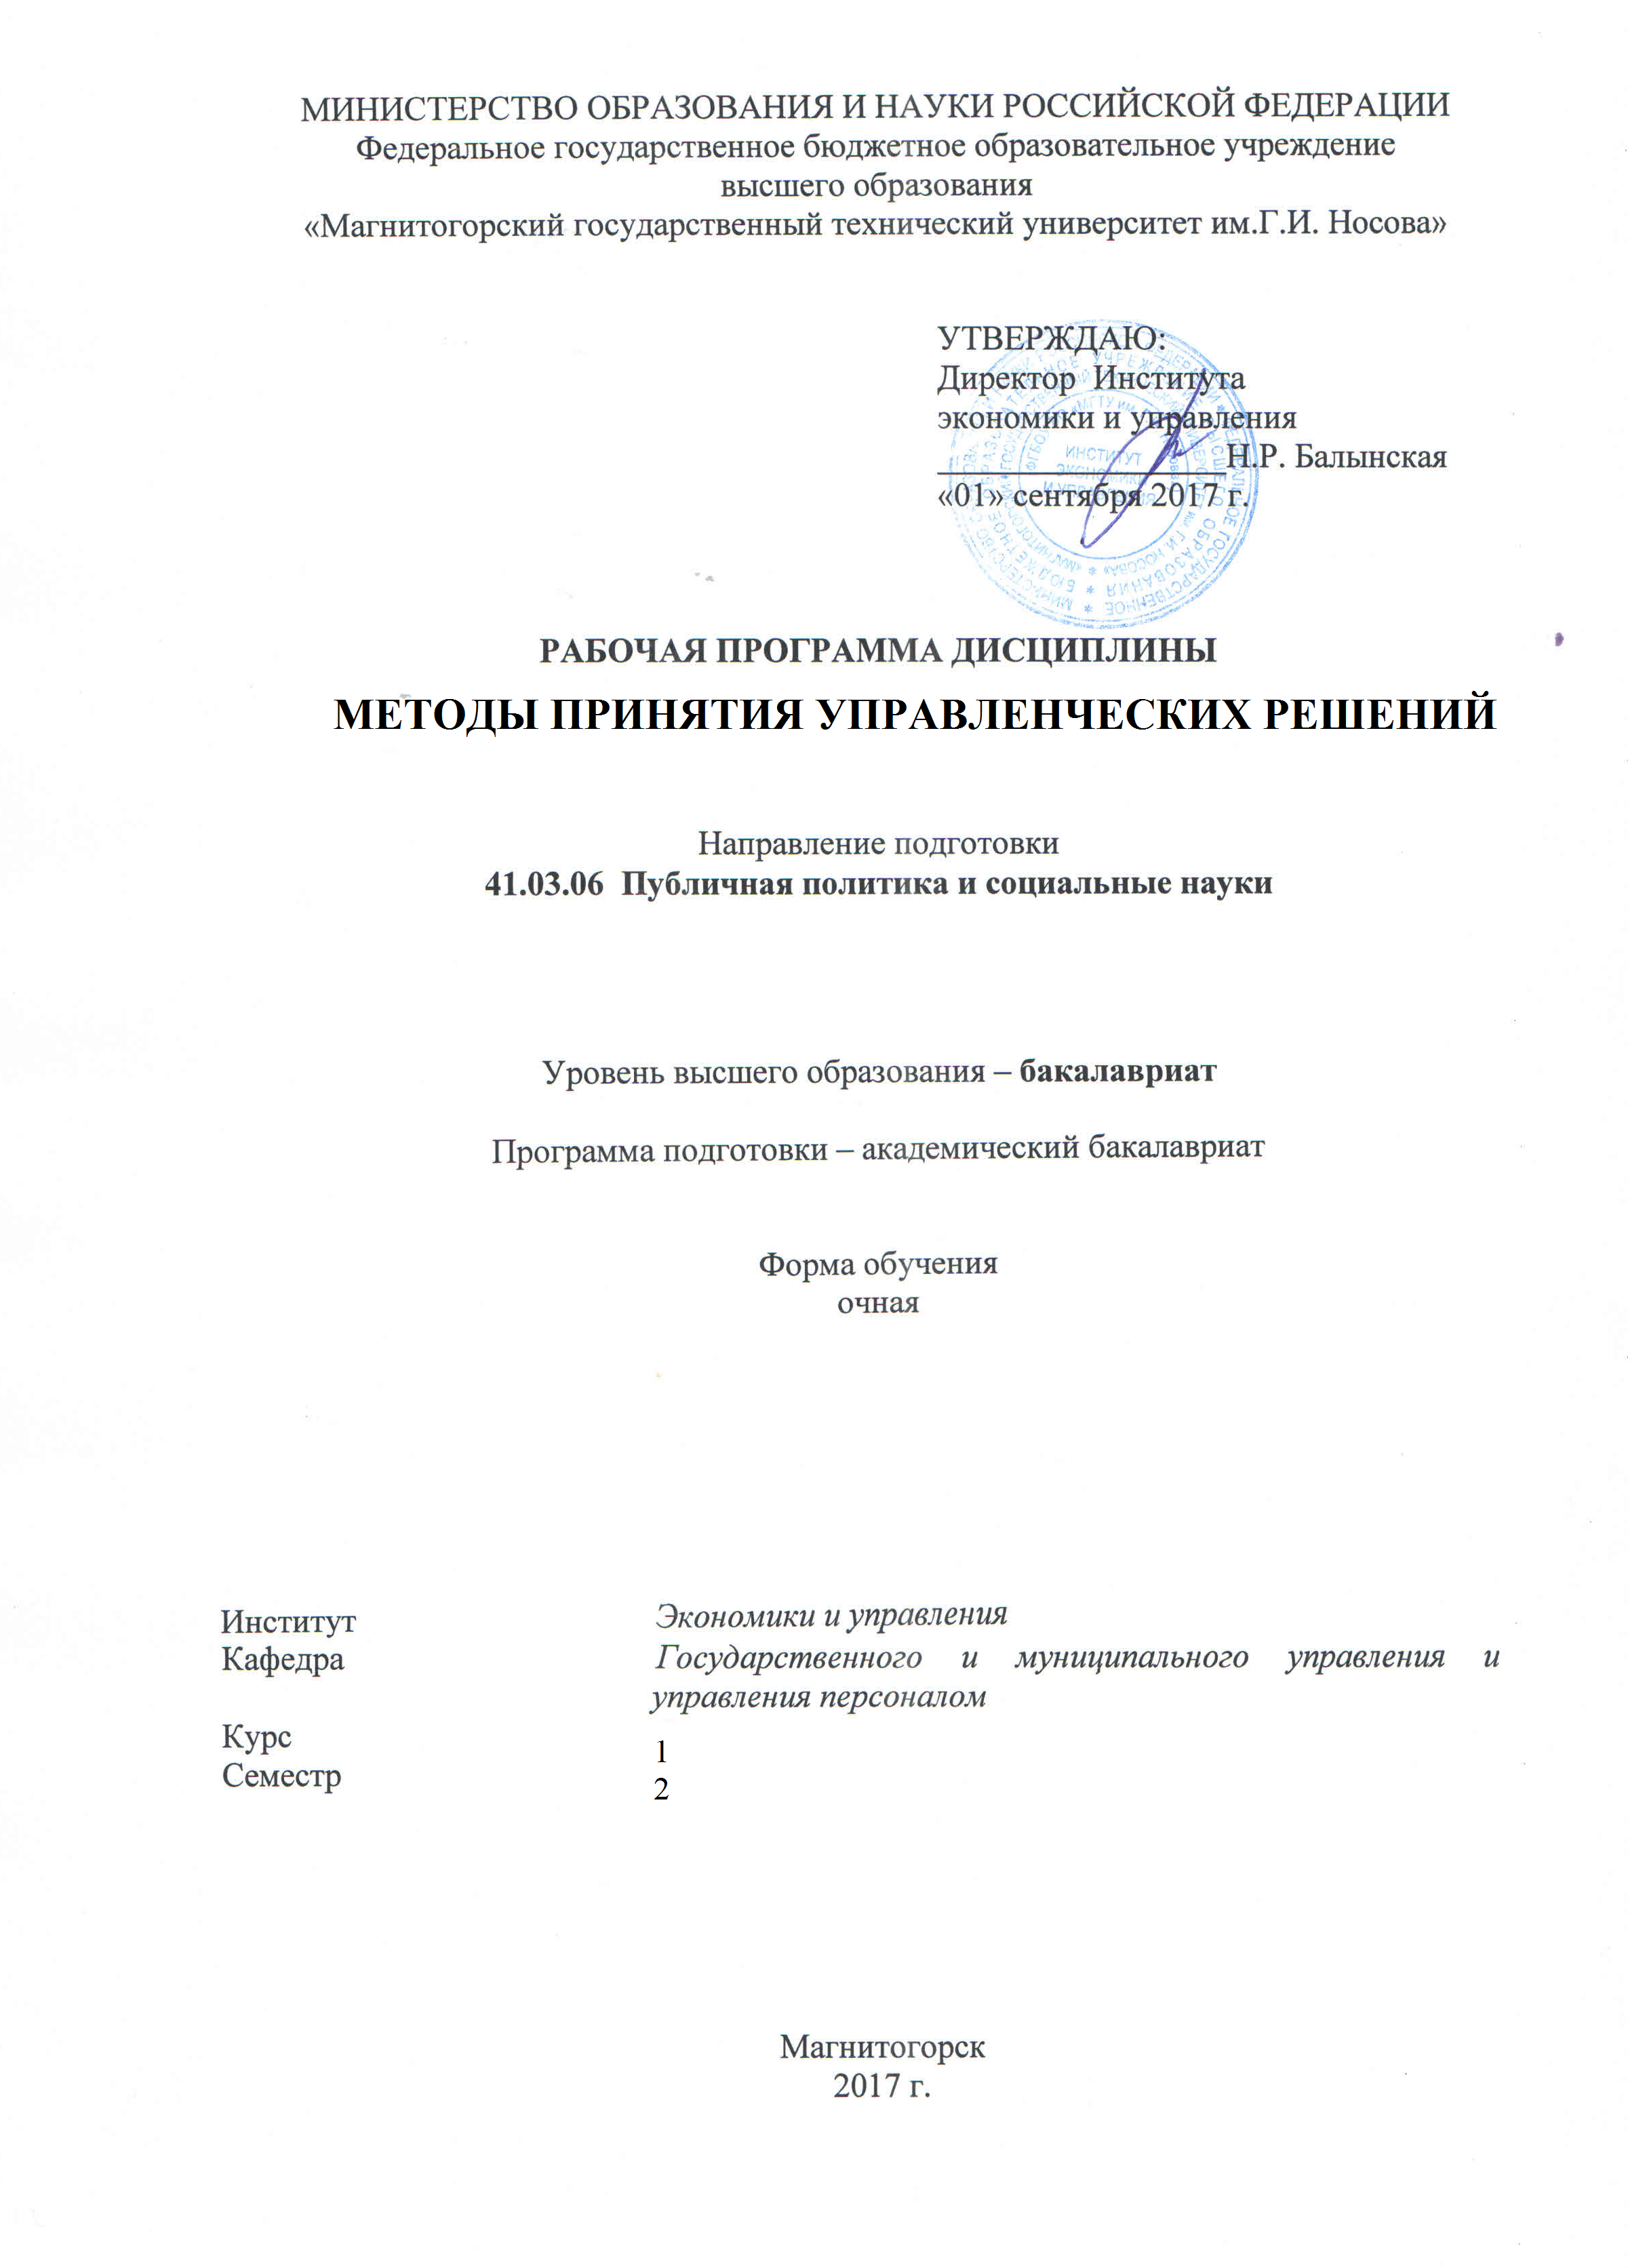 МИНИСТЕРСТВО ОБРАЗОВАНИЯ И НАУКИ РОССИЙСКОЙ ФЕДЕРАЦИИ
Федеральное государственное бюджетное образовательное учреждение
высшего образования
«Магнитогорский государственный технический университет им.Г.И. Носова»
УТВЕРЖДАЮ:
Директор Института
экономики и управления
Н.Р. Балынская
«01» сентября 2017 г.
ИНСТИТУТ
ЭКОНОМИКИ
И УПРАВЛЕНИЯ
РАБОЧАЯ ПРОГРАММА ДИСЦИПЛИНЫ
МЕТОДЫ ПРИНЯТИЯ УПРАВЛЕНЧЕСКИХ РЕШЕНИЙ
Направление подготовки
41.03.06 Публичная политика и социальные науки
Уровень высшего образования – бакалавриат
Программа подготовки – академический бакалавриат
Форма обучения
очная
Институт Экономики и управления
Кафедра Государственного и муниципального управления и
управления персоналом
Курс 1
Семестр 2
Магнитогорск
2017 г.